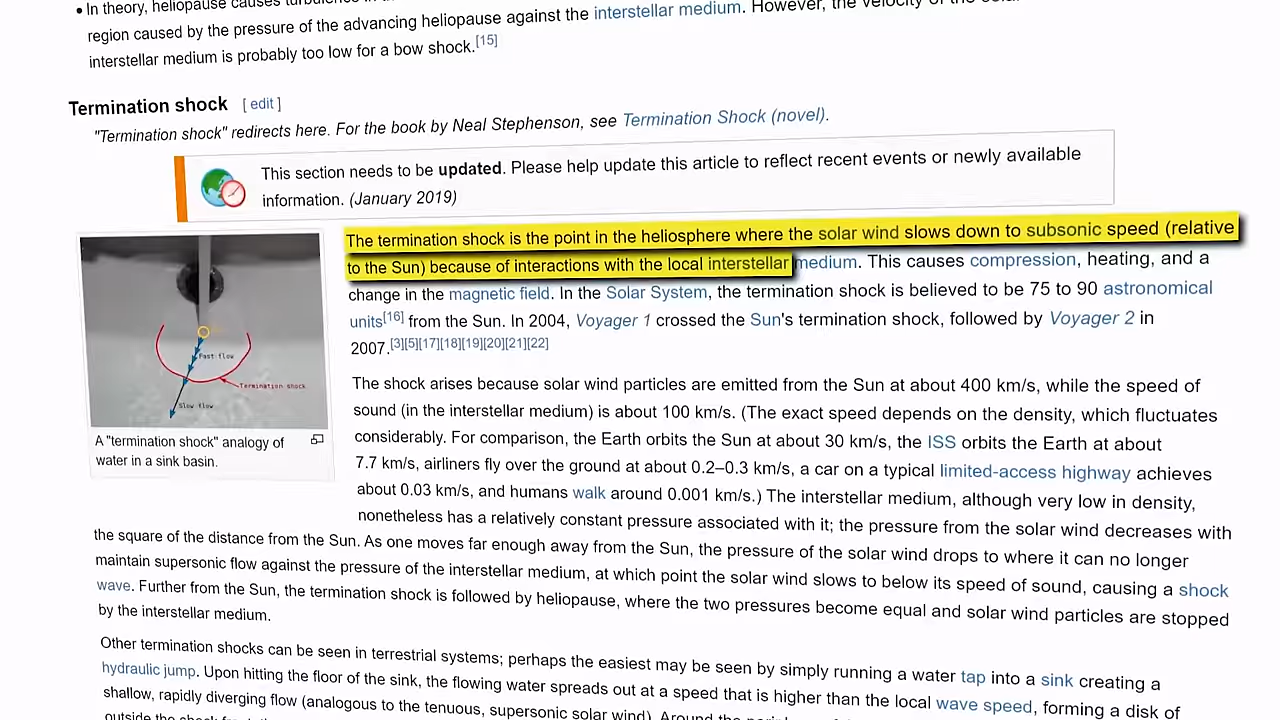 • In theory, heliopause causes
region caused by the pressure of the advancing heliopause against the interstellar medium. However, the velocity of the
interstellar medium is probably too low for a bow shock.[15]
Termination shock [ edit ]
"Termination shock" redirects here. For the book by Neal Stephenson, see Termination Shock (novel).
This section needs to be updated. Please help update this article to reflect recent events or newly available
information. (January 2019)
The termination shock is the point in the heliosphere where the solar wind slows down to subsonic speed (relative
to the Sun) because of interactions with the local interstellar medium. This causes compression, heating, and a
change in the magnetic field. In the Solar System, the termination shock is believed to be 75 to 90 astronomical
units[16] from the Sun. In 2004, Voyager 1 crossed the Sun's termination shock, followed by Voyager 2 in
2007.[3][5][17][18][19][20][21][22]
Fast flow
Termination shock
Slow flow
A "termination shock" analogy of
water in a sink basin.
The shock arises because solar wind particles are emitted from the Sun at about 400 km/s, while the speed of
sound (in the interstellar medium) is about 100 km/s. (The exact speed depends on the density, which fluctuates
considerably. For comparison, the Earth orbits the Sun at about 30 km/s, the ISS orbits the Earth at about
7.7 km/s, airliners fly over the ground at about 0.2–0.3 km/s, a car on a typical limited-access highway achieves
about 0.03 km/s, and humans walk around 0.001 km/s.) The interstellar medium, although very low in density,
nonetheless has a relatively constant pressure associated with it; the pressure from the solar wind decreases with
the square of the distance from the Sun. As one moves far enough away from the Sun, the pressure of the solar wind drops to where it can no longer
maintain supersonic flow against the pressure of the interstellar medium, at which point the solar wind slows to below its speed of sound, causing a shock
wave. Further from the Sun, the termination shock is followed by heliopause, where the two pressures become equal and solar wind particles are stopped
by the interstellar medium.
Other termination shocks can be seen in terrestrial systems; perhaps the easiest may be seen by simply running a water tap into a sink creating a
hydraulic jump. Upon hitting the floor of the sink, the flowing water spreads out at a speed that is higher than the local wave speed, forming a disk of
shallow, rapidly diverging flow (analogous to the tenuous, supersonic solar wind). Around the